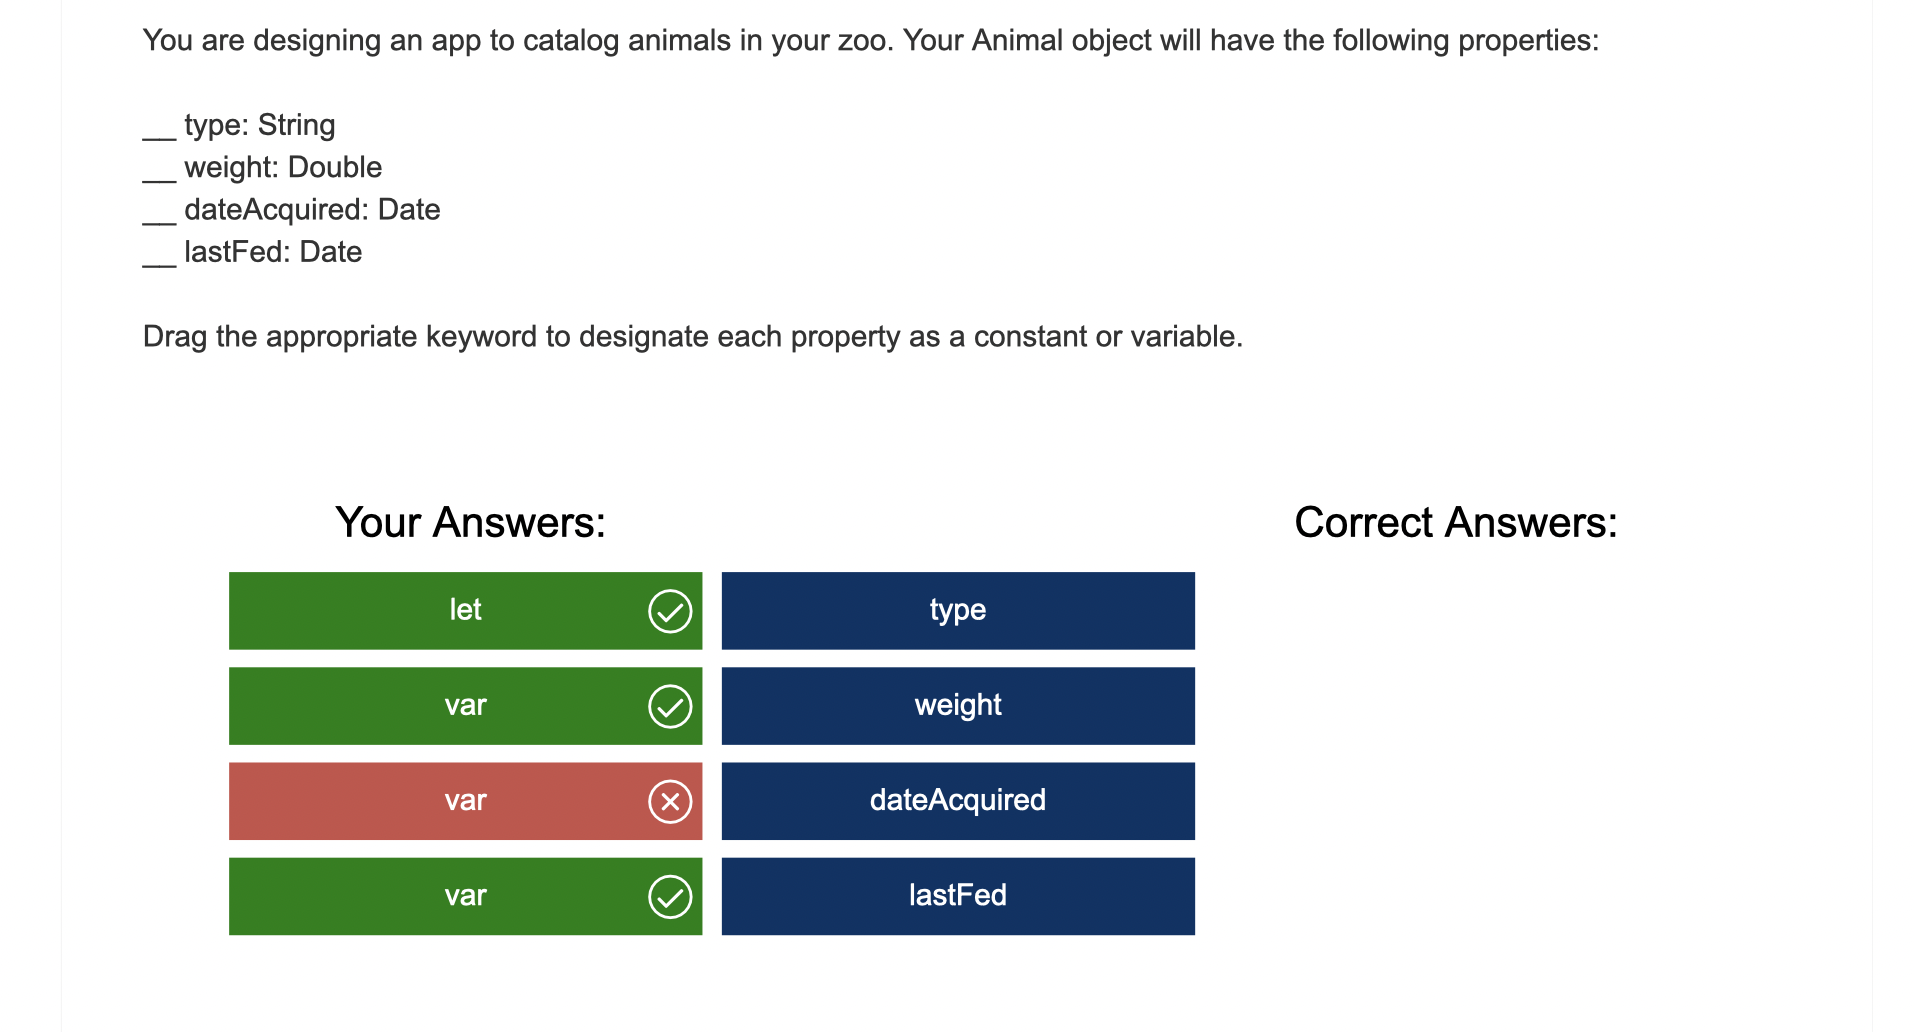 You are designing an app to catalog animals in your zoo. Your Animal object will have the following properties:
__ type: String
__ weight: Double
__ dateAcquired: Date
__ lastFed: Date
Drag the appropriate keyword to designate each property as a constant or variable.
Your Answers:
Correct Answers:
let
type
var
weight
var
dateAcquired
var
lastFed